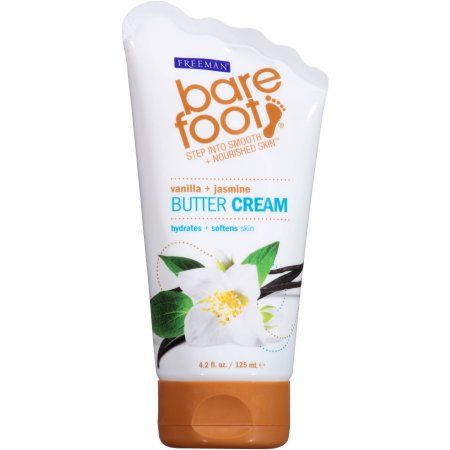 FREEMAN
bare
foot®
STEP INTO SMOOTH
+ NOURISHED SKIN™
vanilla + jasmine
BUTTER CREAM
hydrates + softens skin
4.2 fl. oz. / 125 mL ℮